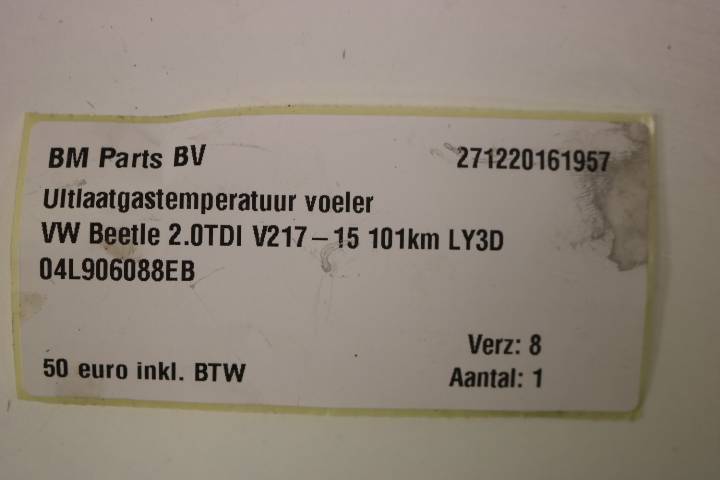 BM Parts BV 271220161957
Uitlaatgastemperatuur voeler
VW Beetle 2.0TDI V217-15 101km LY3D
04L906088EB
Verz: 8
50 euro inkl. BTW Aantal: 1